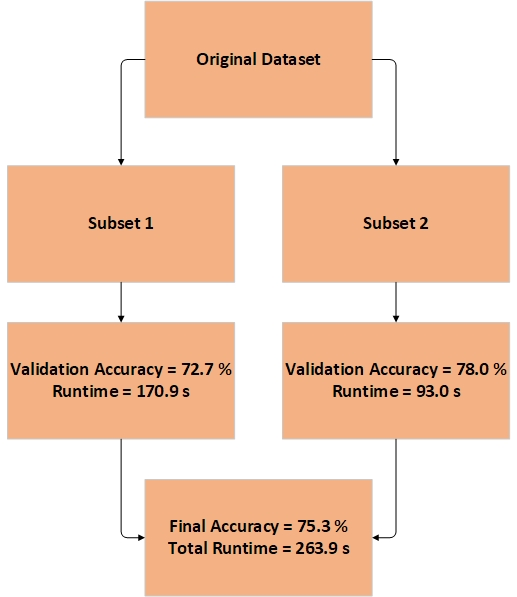 Original Dataset
Subset 1
Subset 2
Validation Accuracy = 72.7 %
Runtime = 170.9 s
Validation Accuracy = 78.0 %
Runtime = 93.0 s
Final Accuracy = 75.3 %
Total Runtime = 263.9 s